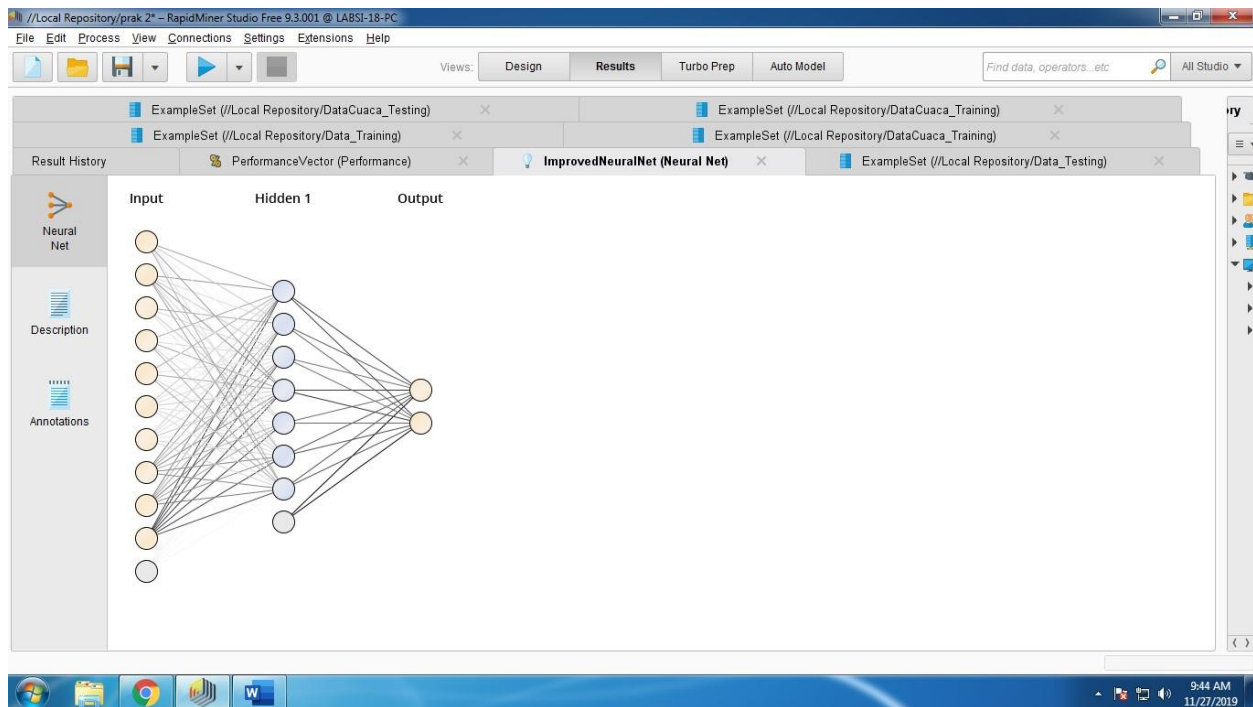 //Local Repository/prak 2* – RapidMiner Studio Free 9.3.001 @ LABSI-18-PC
File Edit Process View Connections Settings Extensions Help
Views: Design Results Turbo Prep Auto Model Find data, operators...etc All Studio
ExampleSet (//Local Repository/DataCuaca_Testing) ExampleSet (//Local Repository/DataCuaca_Training)
ExampleSet (//Local Repository/Data_Training) ExampleSet (//Local Repository/DataCuaca_Training)
Result History PerformanceVector (Performance) ImprovedNeuralNet (Neural Net) ExampleSet (//Local Repository/Data_Testing)
Input Hidden 1 Output
Neural
Net
Description
Annotations
9:44 AM
11/27/2019